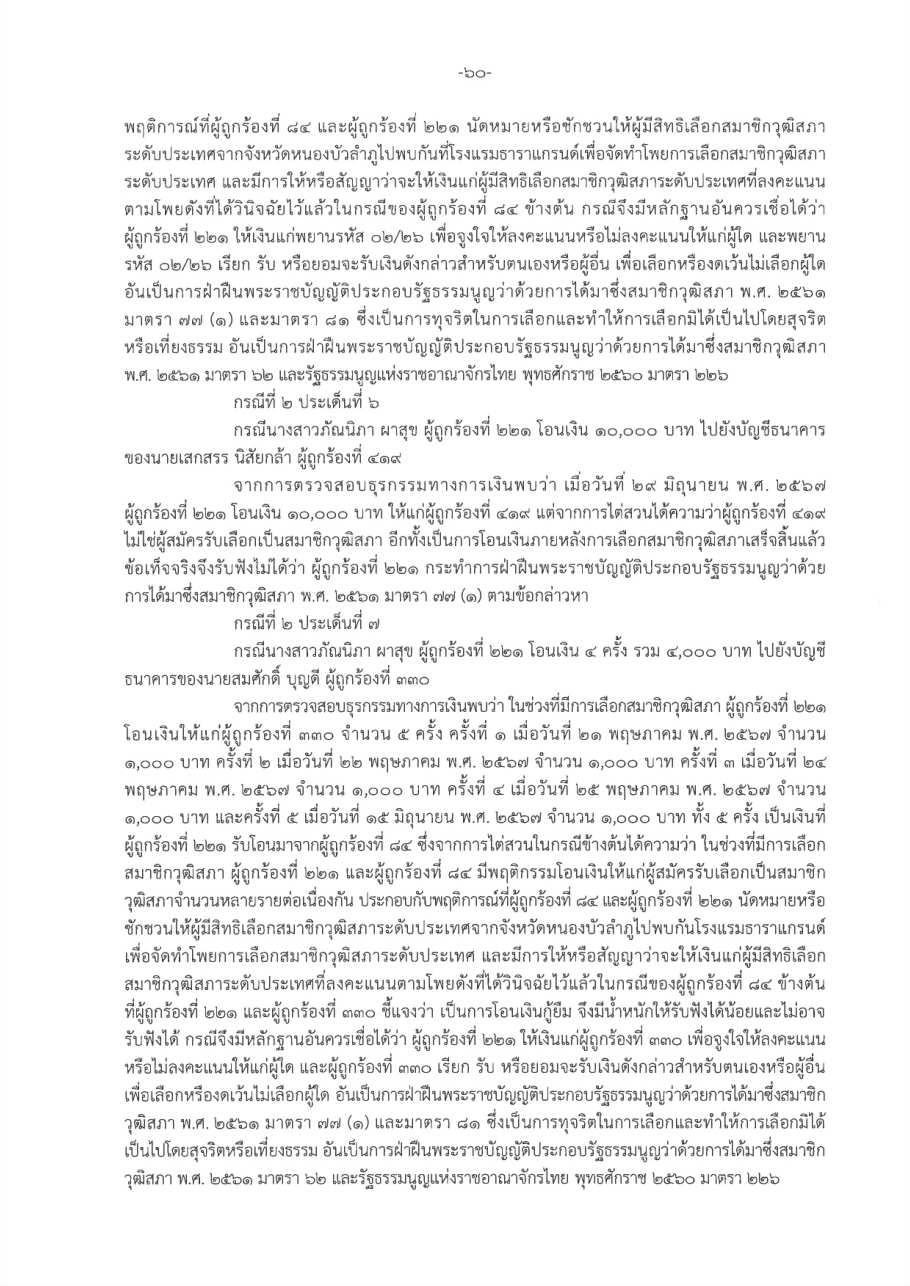 -๖๐-
พฤติการณ์ที่ผู้ถูกร้องที่ ๘๔ และผู้ถูกร้องที่ ๒๒๑ นัดหมายหรือชักชวนให้ผู้มีสิทธิเลือกสมาชิกวุฒิสภา
ระดับประเทศจากจังหวัดหนองบัวลำภูไปพบกันที่โรงแรมธาราแกรนด์เพื่อจัดทำโพยการเลือกสมาชิกวุฒิสภา
ระดับประเทศ และมีการให้หรือสัญญาว่าจะให้เงินแก่ผู้มีสิทธิเลือกสมาชิกวุฒิสภาระดับประเทศที่ลงคะแนน
ตามโพยดังที่ได้วินิจฉัยไว้แล้วในกรณีของผู้ถูกร้องที่ ๘๔ ข้างต้น กรณีจึงมีหลักฐานอันควรเชื่อได้ว่า
ผู้ถูกร้องที่ ๒๒๑ ให้เงินแก่พยานรหัส ๐๒/๒๖ เพื่อจูงใจให้ลงคะแนนหรือไม่ลงคะแนนให้แก่ผู้ใด และพยาน
รหัส ๐๒/๒๖ เรียก รับ หรือยอมจะรับเงินดังกล่าวสำหรับตนเองหรือผู้อื่น เพื่อเลือกหรืองดเว้นไม่เลือกผู้ใด
อันเป็นการฝ่าฝืนพระราชบัญญัติประกอบรัฐธรรมนูญว่าด้วยการได้มาซึ่งสมาชิกวุฒิสภา พ.ศ. ๒๕๖๑
มาตรา ๗๗ (๑) และมาตรา ๘๑ ซึ่งเป็นการทุจริตในการเลือกและทำให้การเลือกมิได้เป็นไปโดยสุจริต
หรือเที่ยงธรรม อันเป็นการฝ่าฝืนพระราชบัญญัติประกอบรัฐธรรมนูญว่าด้วยการได้มาซึ่งสมาชิกวุฒิสภา
พ.ศ. ๒๕๖๑ มาตรา ๖๒ และรัฐธรรมนูญแห่งราชอาณาจักรไทย พุทธศักราช ๒๕๖๐ มาตรา ๒๒๖
กรณีที่ ๒ ประเด็นที่ ๖
กรณีนางสาวภัณนิภา ผาสุข ผู้ถูกร้องที่ ๒๒๑ โอนเงิน ๑๐,๐๐๐ บาท ไปยังบัญชีธนาคาร
ของนายเสกสรร นิสัยกล้า ผู้ถูกร้องที่ ๔๑๙
จากการตรวจสอบธุรกรรมทางการเงินพบว่า เมื่อวันที่ ๒๙ มิถุนายน พ.ศ. ๒๕๖๗
ผู้ถูกร้องที่ ๒๒๑ โอนเงิน ๑๐,๐๐๐ บาท ให้แก่ผู้ถูกร้องที่ ๔๑๙ แต่จากการไต่สวนได้ความว่าผู้ถูกร้องที่ ๔๑๙
ไม่ใช่ผู้สมัครรับเลือกเป็นสมาชิกวุฒิสภา อีกทั้งเป็นการโอนเงินภายหลังการเลือกสมาชิกวุฒิสภาเสร็จสิ้นแล้ว
ข้อเท็จจริงจึงรับฟังไม่ได้ว่า ผู้ถูกร้องที่ ๒๒๑ กระทำการฝ่าฝืนพระราชบัญญัติประกอบรัฐธรรมนูญว่าด้วย
การได้มาซึ่งสมาชิกวุฒิสภา พ.ศ. ๒๕๖๑ มาตรา ๗๗ (๑) ตามข้อกล่าวหา
กรณีที่ ๒ ประเด็นที่ ๗
กรณีนางสาวภัณนิภา ผาสุข ผู้ถูกร้องที่ ๒๒๑ โอนเงิน ๔ ครั้ง รวม ๔,๐๐๐ บาท ไปยังบัญชี
ธนาคารของนายสมศักดิ์ บุญดี ผู้ถูกร้องที่ ๓๓๐
จากการตรวจสอบธุรกรรมทางการเงินพบว่า ในช่วงที่มีการเลือกสมาชิกวุฒิสภา ผู้ถูกร้องที่ ๒๒๑
โอนเงินให้แก่ผู้ถูกร้องที่ ๓๓๐ จำนวน ๕ ครั้ง ครั้งที่ ๑ เมื่อวันที่ ๒๑ พฤษภาคม พ.ศ. ๒๕๖๗ จำนวน
๑,๐๐๐ บาท ครั้งที่ ๒ เมื่อวันที่ ๒๒ พฤษภาคม พ.ศ. ๒๕๖๗ จำนวน ๑,๐๐๐ บาท ครั้งที่ ๓ เมื่อวันที่ ๒๔
พฤษภาคม พ.ศ. ๒๕๖๗ จำนวน ๑,๐๐๐ บาท ครั้งที่ ๔ เมื่อวันที่ ๒๕ พฤษภาคม พ.ศ. ๒๕๖๗ จำนวน
๑,๐๐๐ บาท และครั้งที่ ๕ เมื่อวันที่ ๑๕ มิถุนายน พ.ศ. ๒๕๖๗ จำนวน ๑,๐๐๐ บาท ทั้ง ๕ ครั้ง เป็นเงินที่
ผู้ถูกร้องที่ ๒๒๑ รับโอนมาจากผู้ถูกร้องที่ ๘๔ ซึ่งจากการไต่สวนในกรณีข้างต้นได้ความว่า ในช่วงที่มีการเลือก
สมาชิกวุฒิสภา ผู้ถูกร้องที่ ๒๒๑ และผู้ถูกร้องที่ ๘๔ มีพฤติกรรมโอนเงินให้แก่ผู้สมัครรับเลือกเป็นสมาชิก
วุฒิสภาจำนวนหลายรายต่อเนื่องกัน ประกอบกับพฤติการณ์ที่ผู้ถูกร้องที่ ๘๔ และผู้ถูกร้องที่ ๒๒๑ นัดหมายหรือ
ชักชวนให้ผู้มีสิทธิเลือกสมาชิกวุฒิสภาระดับประเทศจากจังหวัดหนองบัวลำภูไปพบกันโรงแรมธาราแกรนด์
เพื่อจัดทำโพยการเลือกสมาชิกวุฒิสภาระดับประเทศ และมีการให้หรือสัญญาว่าจะให้เงินแก่ผู้มีสิทธิเลือก
สมาชิกวุฒิสภาระดับประเทศที่ลงคะแนนตามโพยดังที่ได้วินิจฉัยไว้แล้วในกรณีของผู้ถูกร้องที่ ๘๔ ข้างต้น
ที่ผู้ถูกร้องที่ ๒๒๑ และผู้ถูกร้องที่ ๓๓๐ ชี้แจงว่า เป็นการโอนเงินกู้ยืม จึงมีน้ำหนักให้รับฟังได้น้อยและไม่อาจ
รับฟังได้ กรณีจึงมีหลักฐานอันควรเชื่อได้ว่า ผู้ถูกร้องที่ ๒๒๑ ให้เงินแก่ผู้ถูกร้องที่ ๓๓๐ เพื่อจูงใจให้ลงคะแนน
หรือไม่ลงคะแนนให้แก่ผู้ใด และผู้ถูกร้องที่ ๓๓๐ เรียก รับ หรือยอมจะรับเงินดังกล่าวสำหรับตนเองหรือผู้อื่น
เพื่อเลือกหรืองดเว้นไม่เลือกผู้ใด อันเป็นการฝ่าฝืนพระราชบัญญัติประกอบรัฐธรรมนูญว่าด้วยการได้มาซึ่งสมาชิก
วุฒิสภา พ.ศ. ๒๕๖๑ มาตรา ๗๗ (๑) และมาตรา ๘๑ ซึ่งเป็นการทุจริตในการเลือกและทำให้การเลือกมิได้
เป็นไปโดยสุจริตหรือเที่ยงธรรม อันเป็นการฝ่าฝืนพระราชบัญญัติประกอบรัฐธรรมนูญว่าด้วยการได้มาซึ่งสมาชิก
วุฒิสภา พ.ศ. ๒๕๖๑ มาตรา ๖๒ และรัฐธรรมนูญแห่งราชอาณาจักรไทย พุทธศักราช ๒๕๖๐ มาตรา ๒๒๖